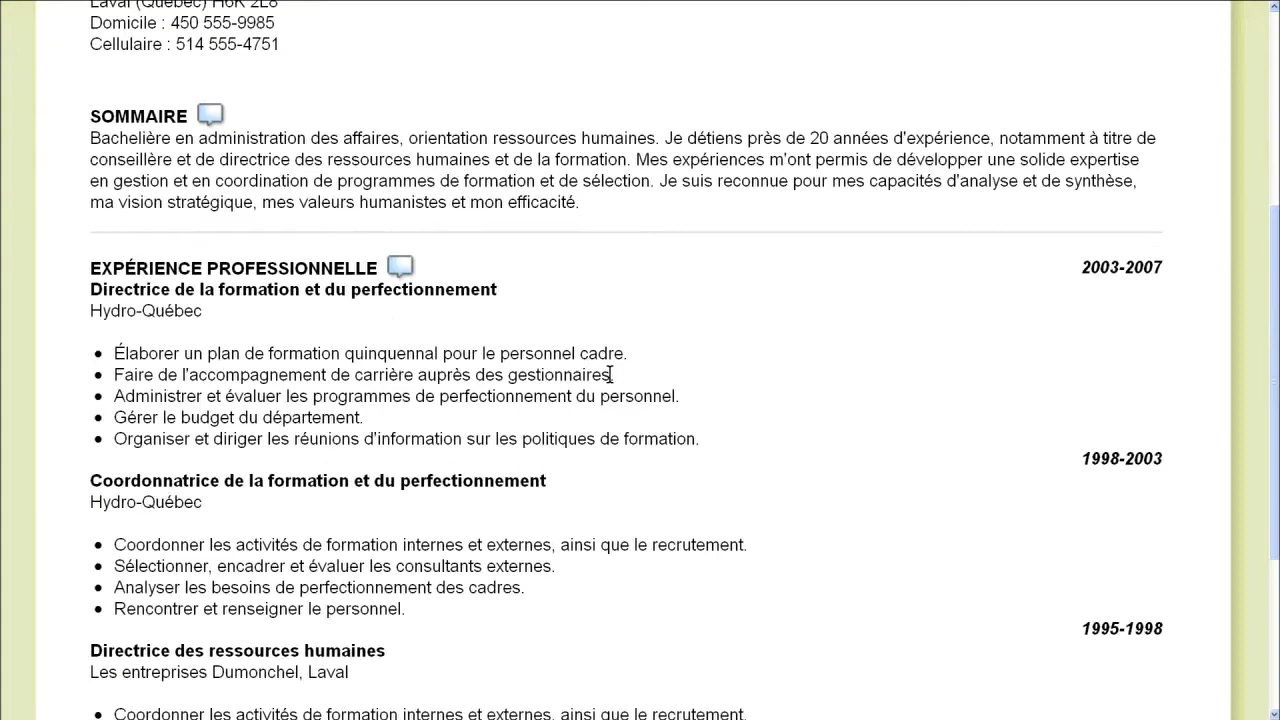 Laval (Québec) H6K 2E8
Domicile : 450 555-9985
Cellulaire : 514 555-4751
SOMMAIRE
Bachelière en administration des affaires, orientation ressources humaines. Je détiens près de 20 années d'expérience, notamment à titre de
conseillère et de directrice des ressources humaines et de la formation. Mes expériences m'ont permis de développer une solide expertise
en gestion et en coordination de programmes de formation et de sélection. Je suis reconnue pour mes capacités d'analyse et de synthèse,
ma vision stratégique, mes valeurs humanistes et mon efficacité.
EXPÉRIENCE PROFESSIONNELLE 2003-2007
Directrice de la formation et du perfectionnement
Hydro-Québec
• Élaborer un plan de formation quinquennal pour le personnel cadre.
• Faire de l'accompagnement de carrière auprès des gestionnaires.
• Administrer et évaluer les programmes de perfectionnement du personnel.
• Gérer le budget du département.
• Organiser et diriger les réunions d'information sur les politiques de formation.
1998-2003
Coordonnatrice de la formation et du perfectionnement
Hydro-Québec
• Coordonner les activités de formation internes et externes, ainsi que le recrutement.
• Sélectionner, encadrer et évaluer les consultants externes.
• Analyser les besoins de perfectionnement des cadres.
• Rencontrer et renseigner le personnel.
1995-1998
Directrice des ressources humaines
Les entreprises Dumonchel, Laval
• Coordonner les activités de formation internes et externes, ainsi que le recrutement.